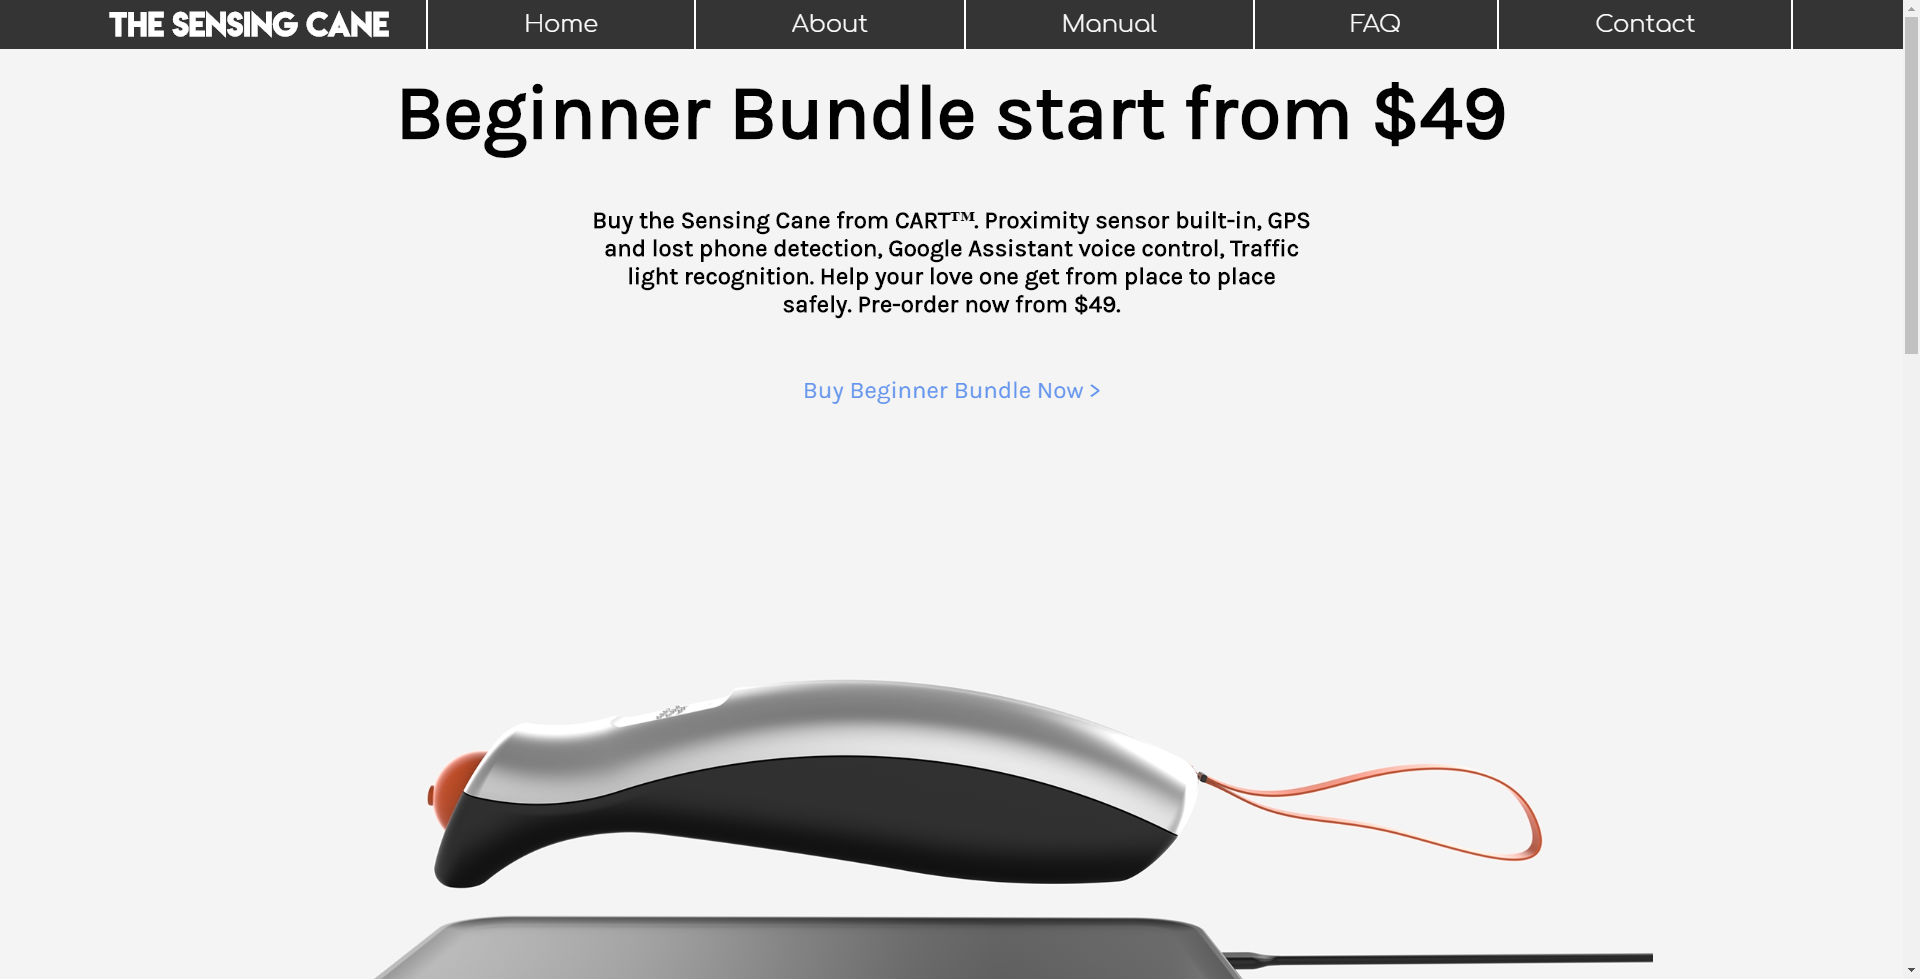 THE SENSING CANE
Home
About
Manual
FAQ
Contact
Beginner Bundle start from $49
Buy the Sensing Cane from CART™. Proximity sensor built-in, GPS
and lost phone detection, Google Assistant voice control, Traffic
light recognition. Help your love one get from place to place
safely. Pre-order now from $49.
Buy Beginner Bundle Now >